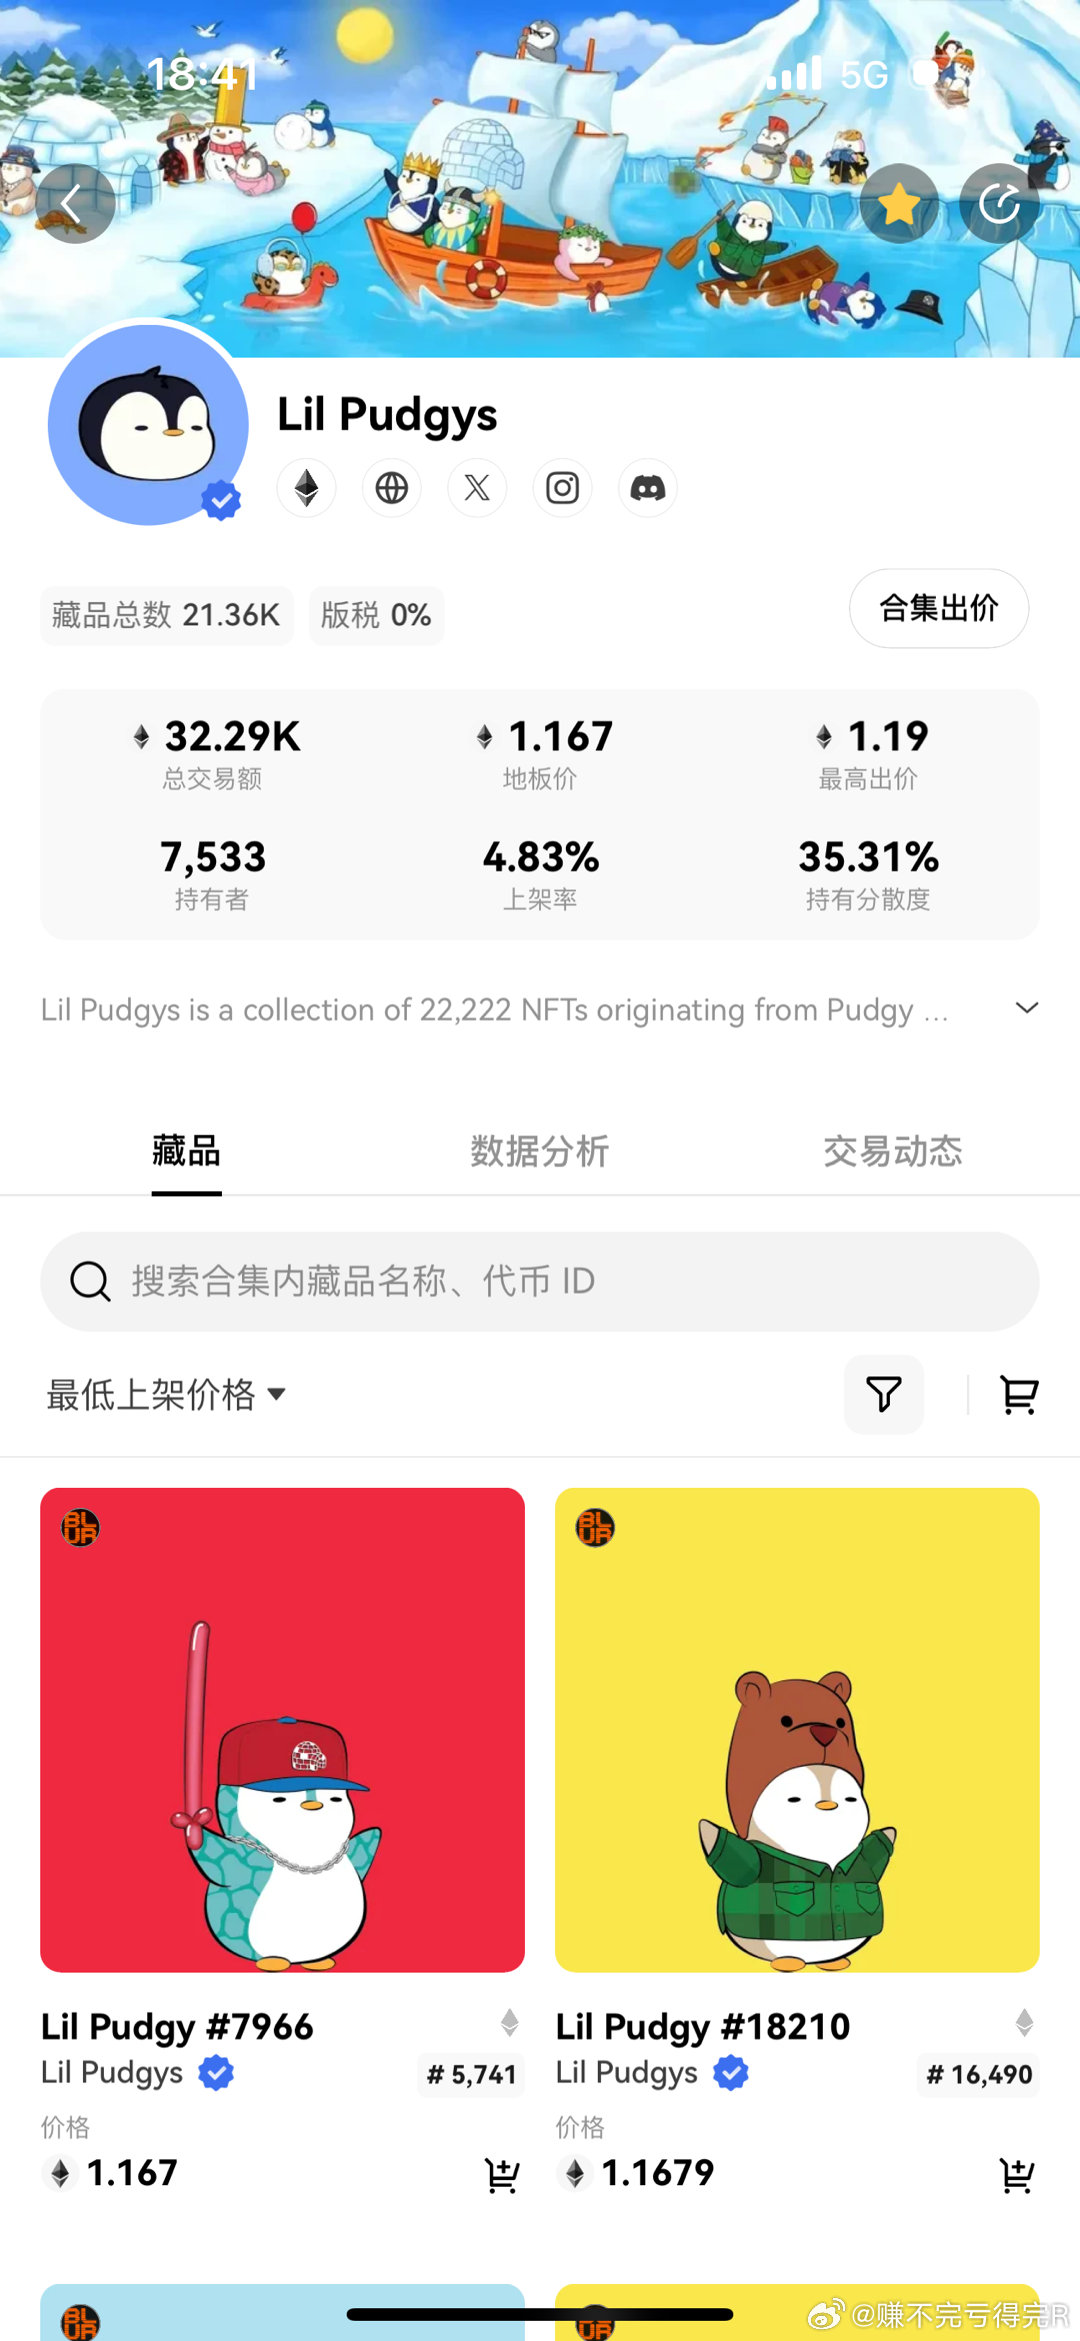 18:41
5G
Lil Pudgys
藏品总数 21.36K
版税 0%
合集出价
32.29K
1.167
1.19
总交易额
地板价
最高出价
7,533
4.83%
35.31%
持有者
上架率
持有分散度
Lil Pudgys is a collection of 22,222 NFTs originating from Pudgy ...
藏品
数据分析
交易动态
搜索合集内藏品名称、代币 ID
最低上架价格
BLUR
BLUR
Lil Pudgy #7966
Lil Pudgy #18210
Lil Pudgys
# 5,741
Lil Pudgys
# 16,490
价格
价格
1.167
1.1679
BLUR
BLUR
@赚不完亏得完R